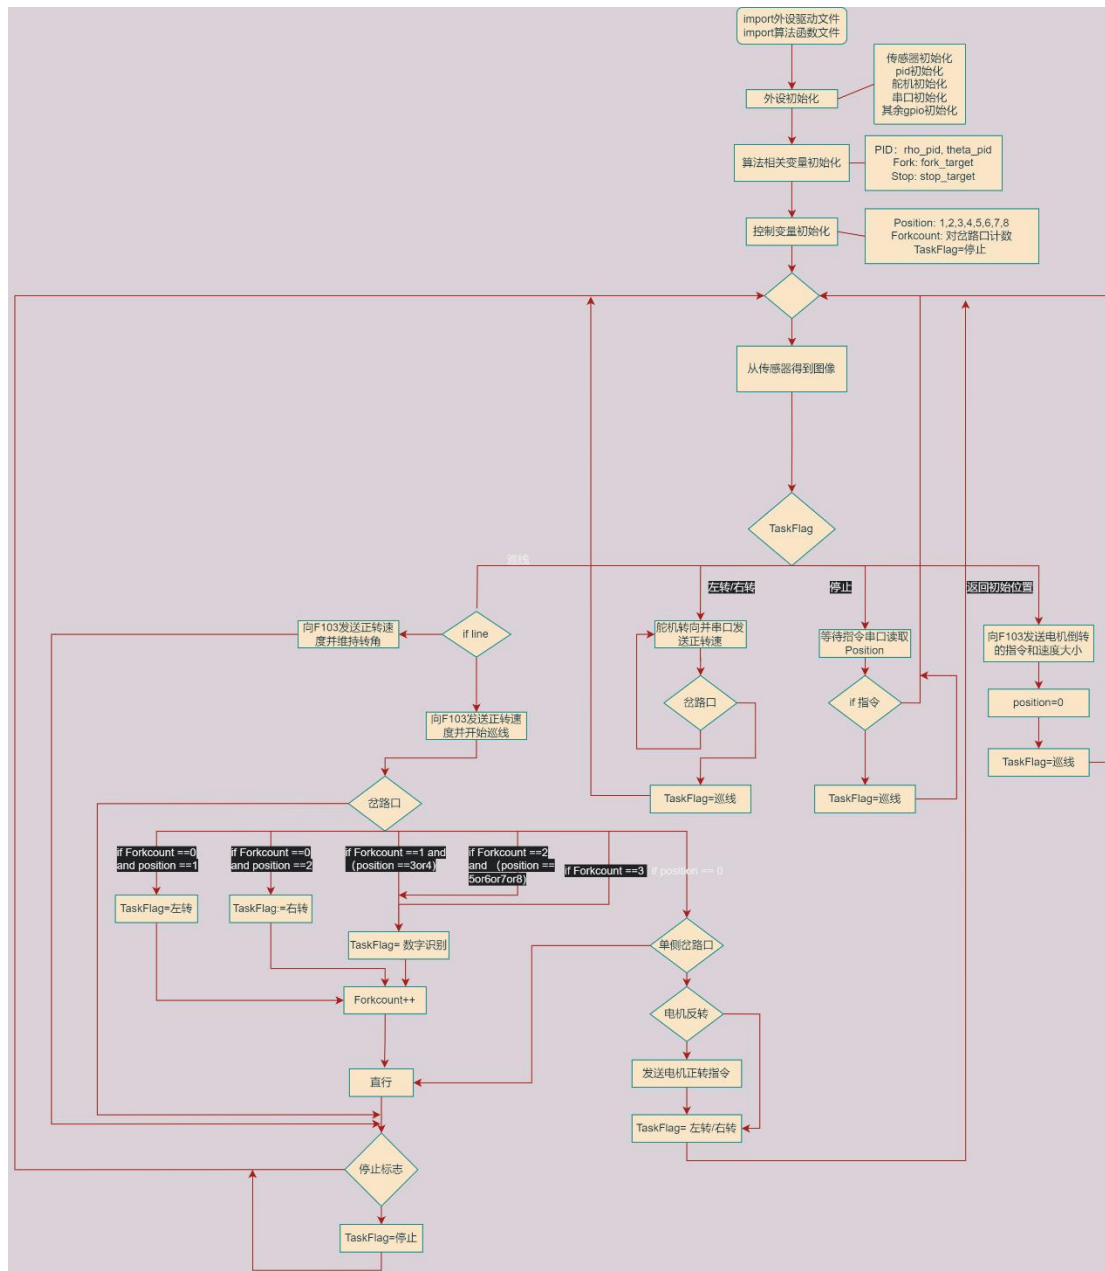 import外设驱动文件
import算法函数文件
传感器初始化
pid初始化
舵机初始化
串口初始化
其余gpio初始化
外设初始化
算法相关变量初始化
PID：rho_pid, theta_pid
Fork: fork_target
Stop: stop_target
控制变量初始化
Position: 1,2,3,4,5,6,7,8
Forkcount: 对岔路口计数
TaskFlag=停止
从传感器得到图像
TaskFlag
巡线
左转/右转
停止
返回初始位置
向F103发送正转速
度并维持转角
if line
舵机转向并串口发
送正转速
等待指令串口读取
Position
向F103发送电机倒转
的指令和速度大小
岔路口
if 指令
position=0
向F103发送正转速
度并开始巡线
TaskFlag=巡线
TaskFlag=巡线
TaskFlag=巡线
岔路口
if Forkcount ==0
and position ==1
if Forkcount ==0
and position ==2
if Forkcount ==1 and
（position ==3or4)
if Forkcount ==2
and （position ==
5or6or7or8)
if Forkcount ==3
if position == 0
TaskFlag=左转
TaskFlag:=右转
TaskFlag= 数字识别
单侧岔路口
Forkcount++
电机反转
直行
发送电机正转指令
TaskFlag= 左转/右转
停止标志
TaskFlag=停止